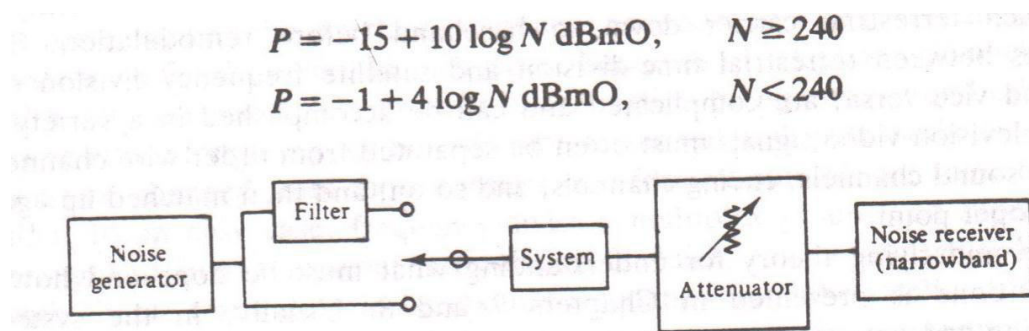 P = −15 + 10 log N dBmO, N ≥ 240
P = − 1 + 4 log N dBmO, N < 240
Filter
Noise
generator
System
Attenuator
Noise receiver
(narrowband)